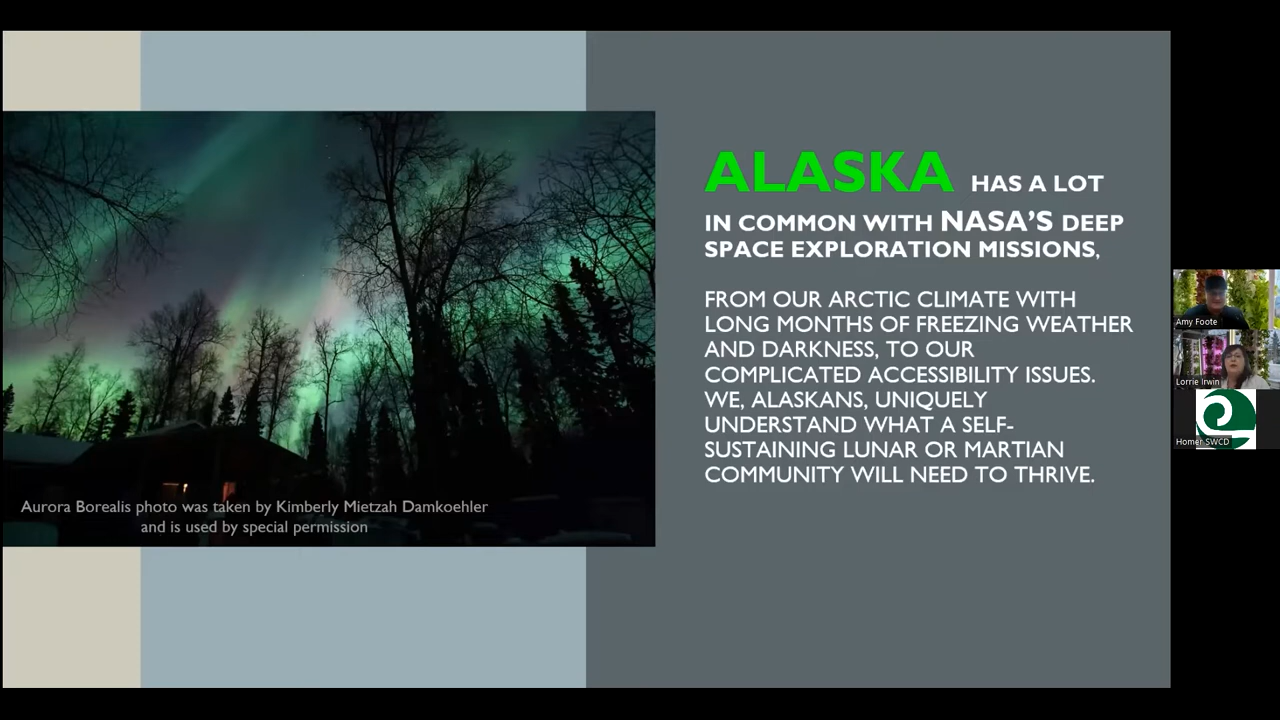 ALASKA HAS A LOT
IN COMMON WITH NASA'S DEEP
SPACE EXPLORATION MISSIONS,
FROM OUR ARCTIC CLIMATE WITH
LONG MONTHS OF FREEZING WEATHER
AND DARKNESS, TO OUR
COMPLICATED ACCESSIBILITY ISSUES.
WE, ALASKANS, UNIQUELY
UNDERSTAND WHAT A SELF-
SUSTAINING LUNAR OR MARTIAN
COMMUNITY WILL NEED TO THRIVE.
Aurora Borealis photo was taken by Kimberly Mietzah Damkoehler
and is used by special permission
Amy Foote
Lorrie Irwin
Homer SWCD